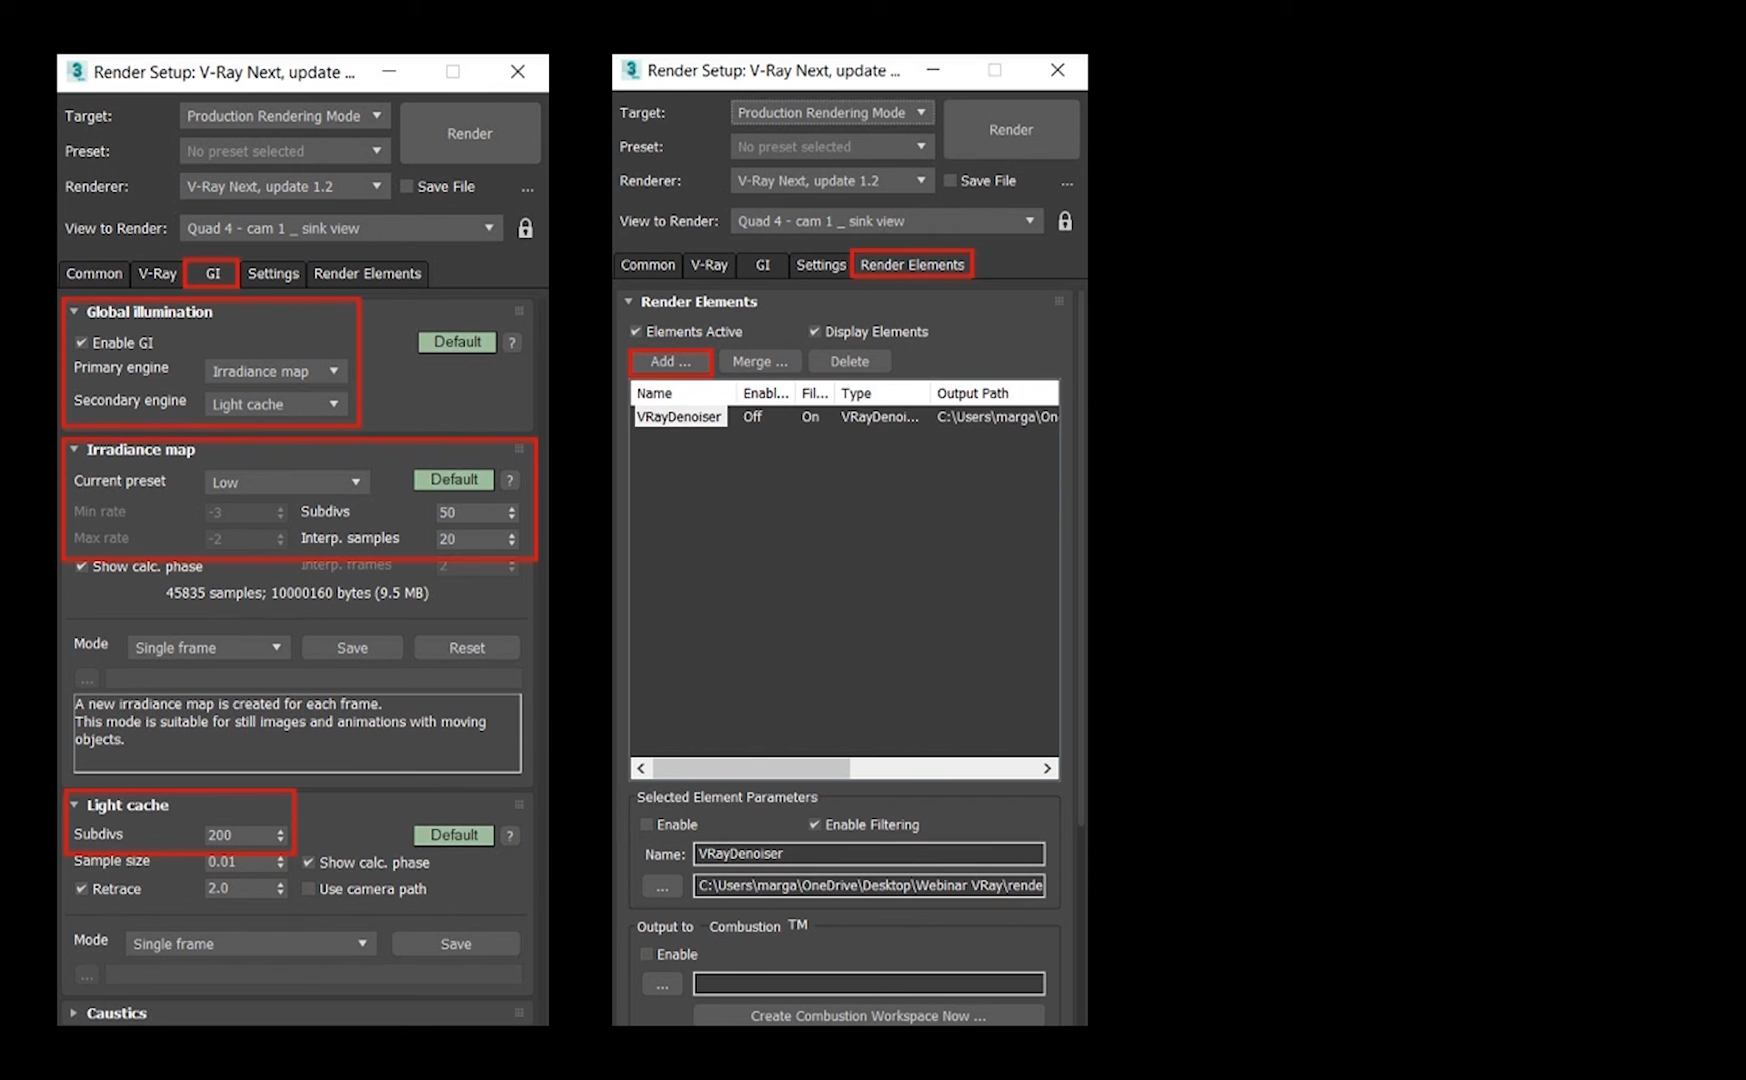 3 Render Setup: V-Ray Next, update ...
Target: Production Rendering Mode
Render
Preset: No preset selected
Renderer: V-Ray Next, update 1.2 Save File ...
View to Render: Quad 4 - cam 1 _ sink view
Common V-Ray GI Settings Render Elements
Global illumination
Enable GI Default ?
Primary engine Irradiance map
Secondary engine Light cache
Irradiance map
Current preset Low Default ?
Min rate -3 Subdivs 50
Max rate -2 Interp. samples 20
Show calc. phase Interp. frames 2
45835 samples; 10000160 bytes (9.5 MB)
Mode Single frame Save Reset
...
A new irradiance map is created for each frame.
This mode is suitable for still images and animations with moving
objects.
Light cache
Subdivs 200 Default ?
Sample size 0.01 Show calc. phase
Retrace 2.0 Use camera path
Mode Single frame Save
...
Caustics
3 Render Setup: V-Ray Next, update ...
Target: Production Rendering Mode
Render
Preset: No preset selected
Renderer: V-Ray Next, update 1.2 Save File ...
View to Render: Quad 4 - cam 1 _ sink view
Common V-Ray GI Settings Render Elements
Render Elements
Elements Active Display Elements
Add ... Merge ... Delete
Name Enabl... Fil... Type Output Path
VRayDenoiser Off On VRayDenoi... C:\Users\marga\On
Selected Element Parameters
Enable Enable Filtering
Name: VRayDenoiser
... C:\Users\marga\OneDrive\Desktop\Webinar VRay\rende
Output to Combustion TM
Enable
...
Create Combustion Workspace Now ...